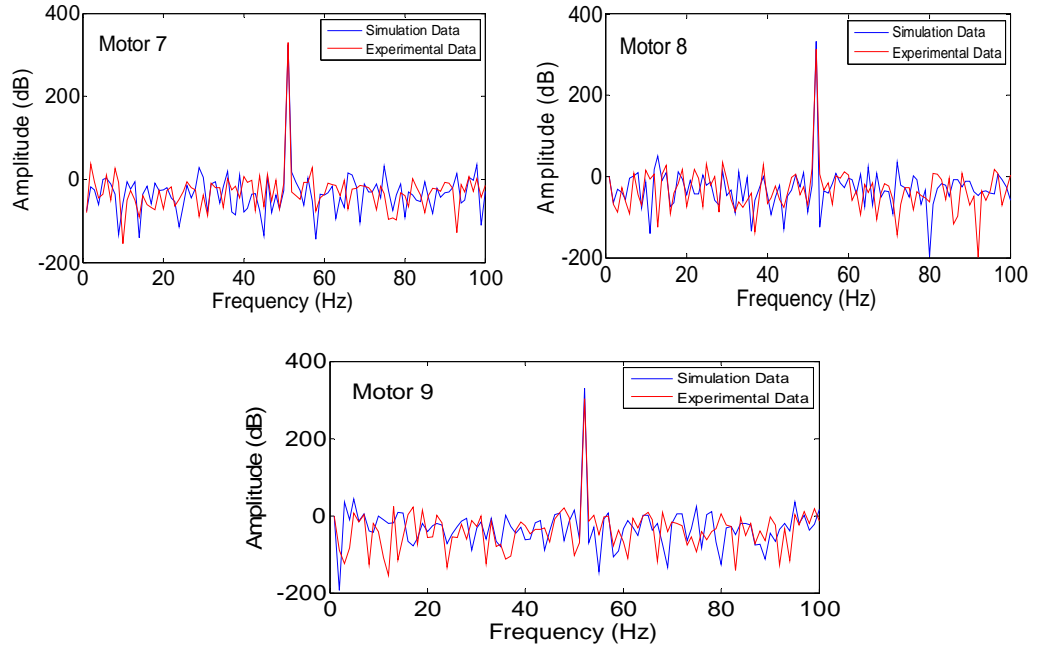 400
200
0
-200
Amplitude (dB)
Motor 7
Simulation Data
Experimental Data
0 20 40 60 80 100
Frequency (Hz)
400
200
0
-200
Amplitude (dB)
Motor 8
Simulation Data
Experimental Data
0 20 40 60 80 100
Frequency (Hz)
400
200
0
-200
Amplitude (dB)
Motor 9
Simulation Data
Experimental Data
0 20 40 60 80 100
Frequency (Hz)